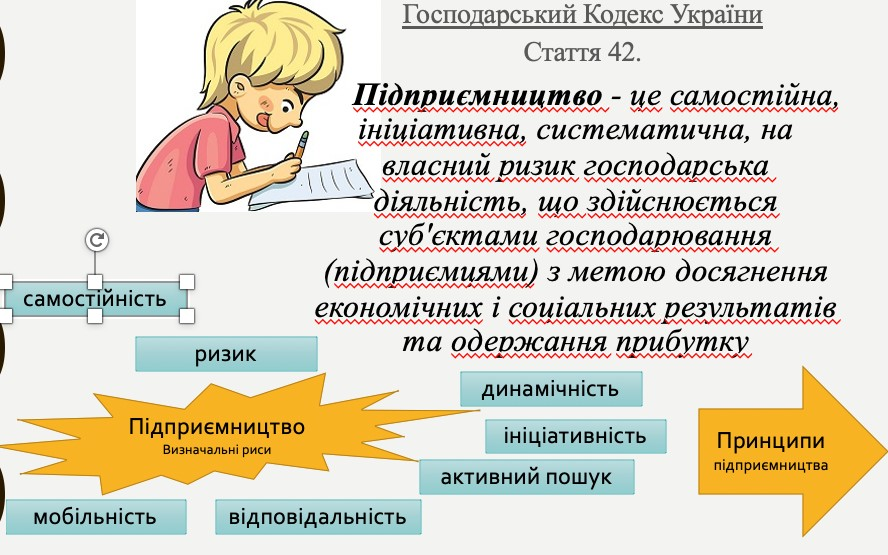 Господарський Кодекс України
Стаття 42.
Підприємництво - це самостійна,
ініціативна, систематична, на
власний ризик господарська
діяльність, що здійснюється
суб'єктами господарювання
(підприємцями) з метою досягнення
економічних і соціальних результатів
та одержання прибутку
самостійність
ризик
динамічність
Підприємництво
Визначальні риси
ініціативність
активний пошук
Принципи
підприємництва
мобільність
відповідальність